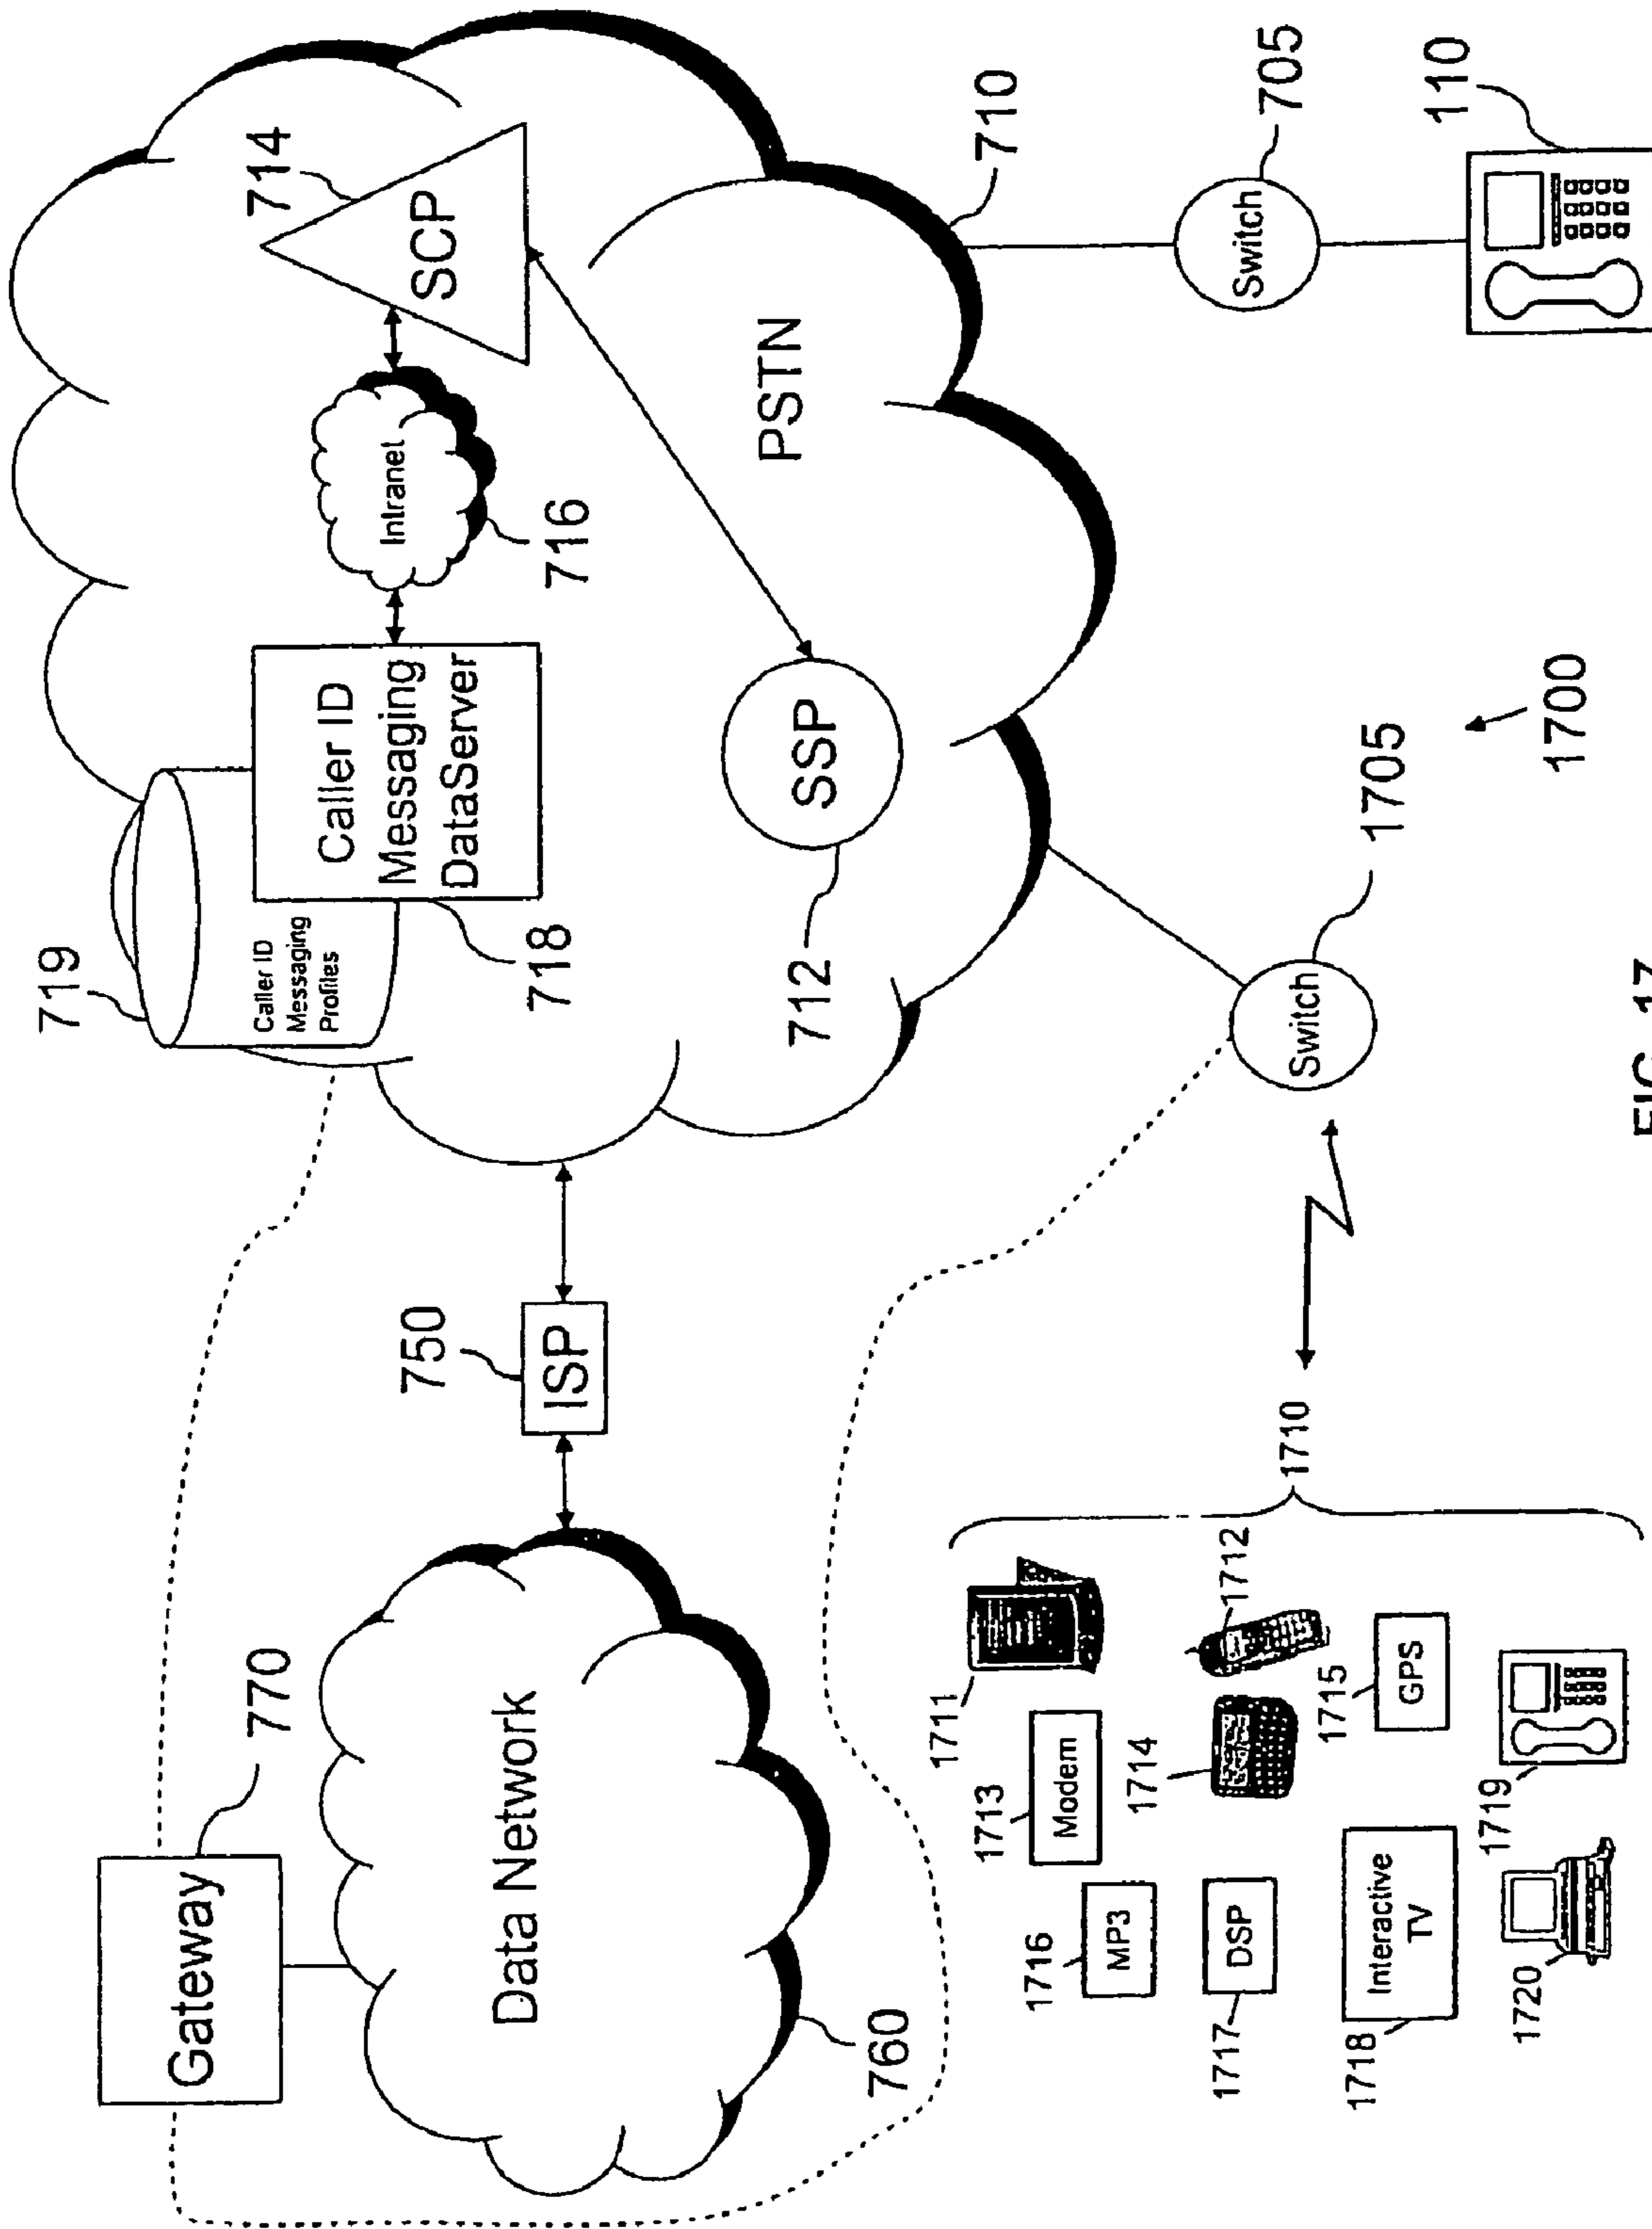 719
Caller ID
Messaging
Profiles
Caller ID
Messaging
DataServer
718
Intranet
716
714
SCP
712
SSP
PSTN
710
Switch
705
110
Gateway
770
Data Network
760
750
ISP
Switch
1705
1700
1710
1711
1712
1713
Modem
1714
1715
GPS
1716
MP3
1717
DSP
1718
Interactive
TV
1719
1720
FIG. 17